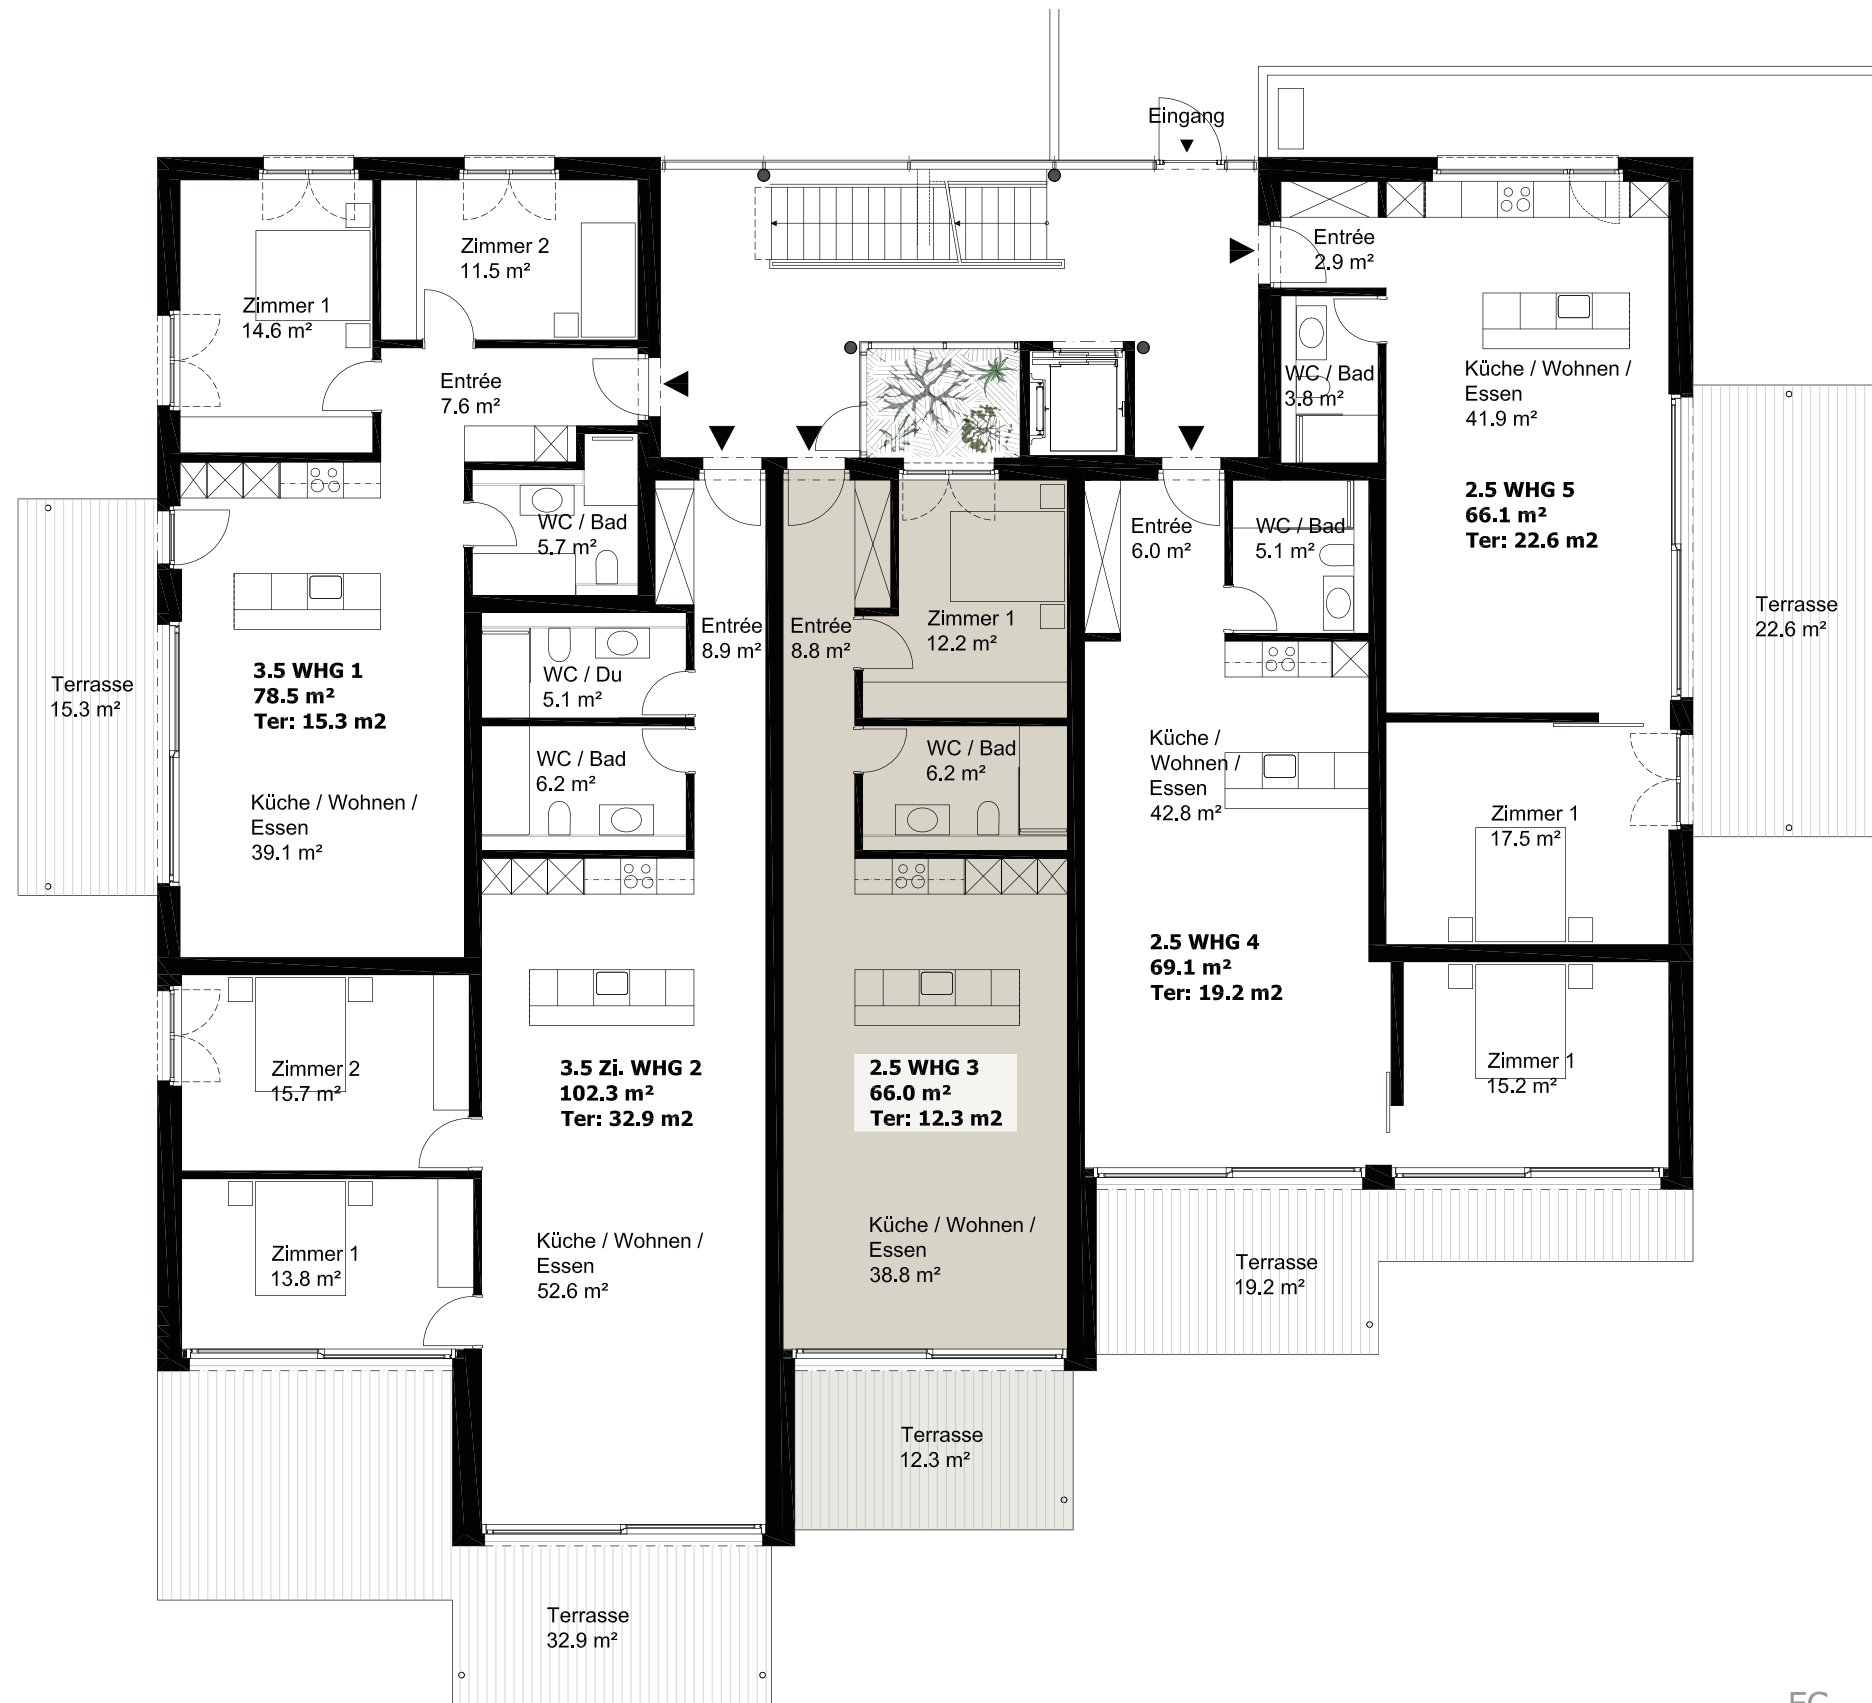 Eingang
Zimmer 2
11.5 m²
Zimmer 1
14.6 m²
Entrée
7.6 m²
WC / Bad
5.7 m²
3.5 WHG 1
78.5 m²
Ter: 15.3 m2
Terrasse
15.3 m²
Küche / Wohnen /
Essen
39.1 m²
Entrée
8.9 m²
WC / Du
5.1 m²
WC / Bad
6.2 m²
3.5 Zi. WHG 2
102.3 m²
Ter: 32.9 m2
Zimmer 2
15.7 m²
Zimmer 1
13.8 m²
Küche / Wohnen /
Essen
52.6 m²
Terrasse
32.9 m²
Entrée
8.8 m²
Zimmer 1
12.2 m²
WC / Bad
6.2 m²
2.5 WHG 3
66.0 m²
Ter: 12.3 m2
Küche / Wohnen /
Essen
38.8 m²
Terrasse
12.3 m²
Entrée
6.0 m²
WC / Bad
5.1 m²
Küche /
Wohnen /
Essen
42.8 m²
2.5 WHG 4
69.1 m²
Ter: 19.2 m2
Zimmer 1
15.2 m²
Terrasse
19.2 m²
Entrée
2.9 m²
WC / Bad
3.8 m²
Küche / Wohnen /
Essen
41.9 m²
2.5 WHG 5
66.1 m²
Ter: 22.6 m2
Terrasse
22.6 m²
Zimmer 1
17.5 m²